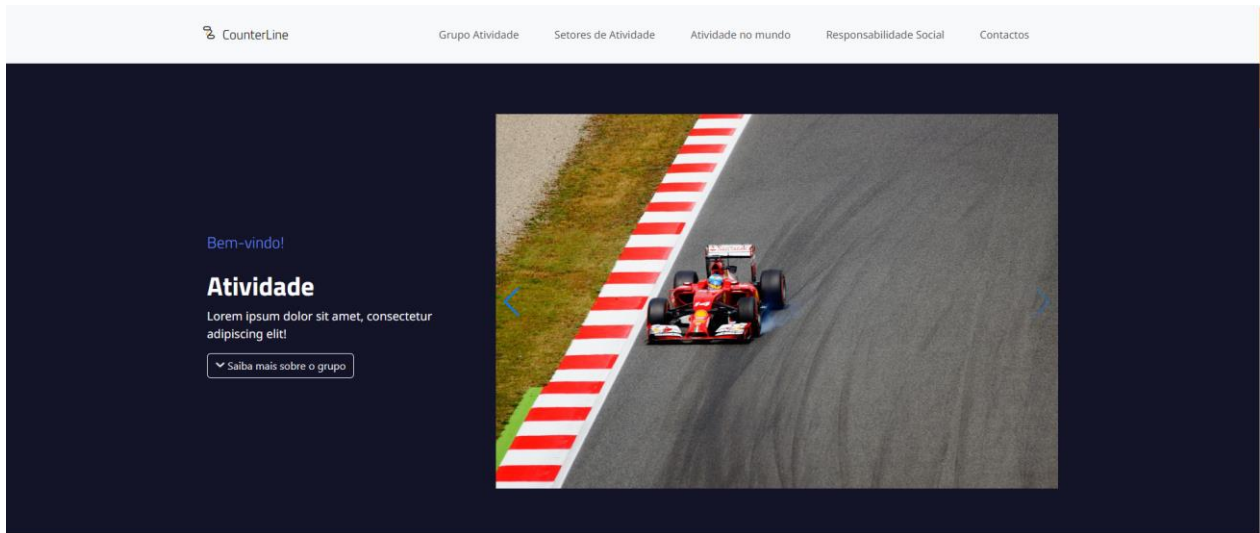 CounterLine
Grupo Atividade
Setores de Atividade
Atividade no mundo
Responsabilidade Social
Contactos
Bem-vindo!
Atividade
Lorem ipsum dolor sit amet, consectetur
adipiscing elit!
Saiba mais sobre o grupo
14